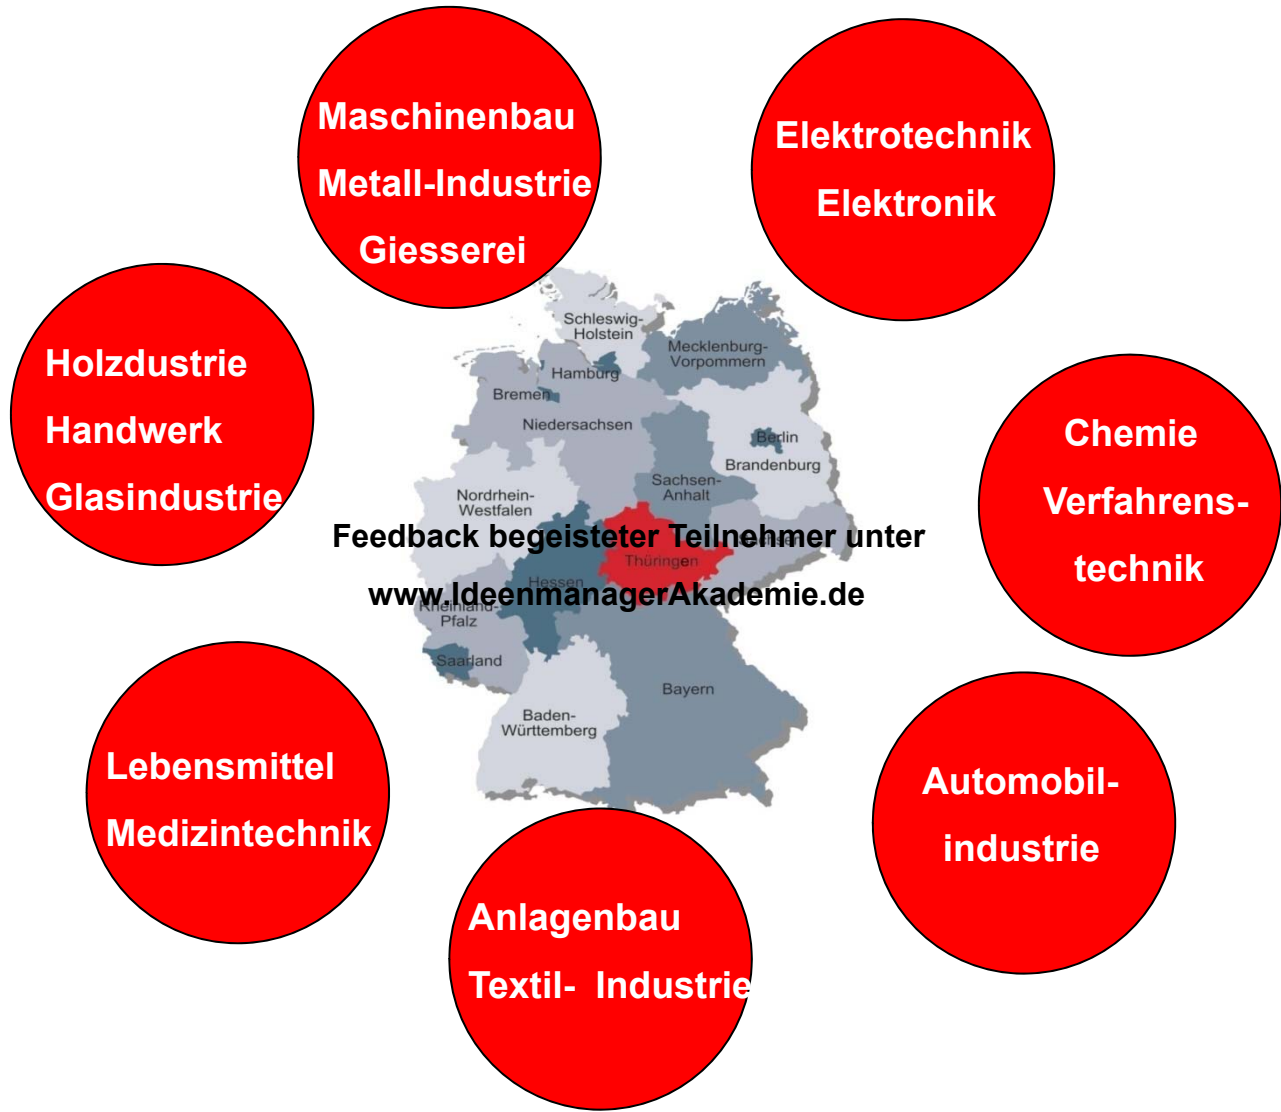 Maschinenbau
Metall-Industrie
Giesserei
Elektrotechnik
Elektronik
Holzdustrie
Handwerk
Glasindustrie
Chemie
Verfahrens-
technik
Schleswig-
Holstein
Mecklenburg-
Vorpommern
Hamburg
Bremen
Niedersachsen
Berlin
Brandenburg
Sachsen-
Anhalt
Nordrhein-
Westfalen
Feedback begeisteter Teilnehmer unter
www.IdeenmanagerAkademie.de
Sachsen
Thüringen
Hessen
Rheinland-
Pfalz
Saarland
Bayern
Baden-
Württemberg
Lebensmittel
Medizintechnik
Automobil-
industrie
Anlagenbau
Textil- Industrie